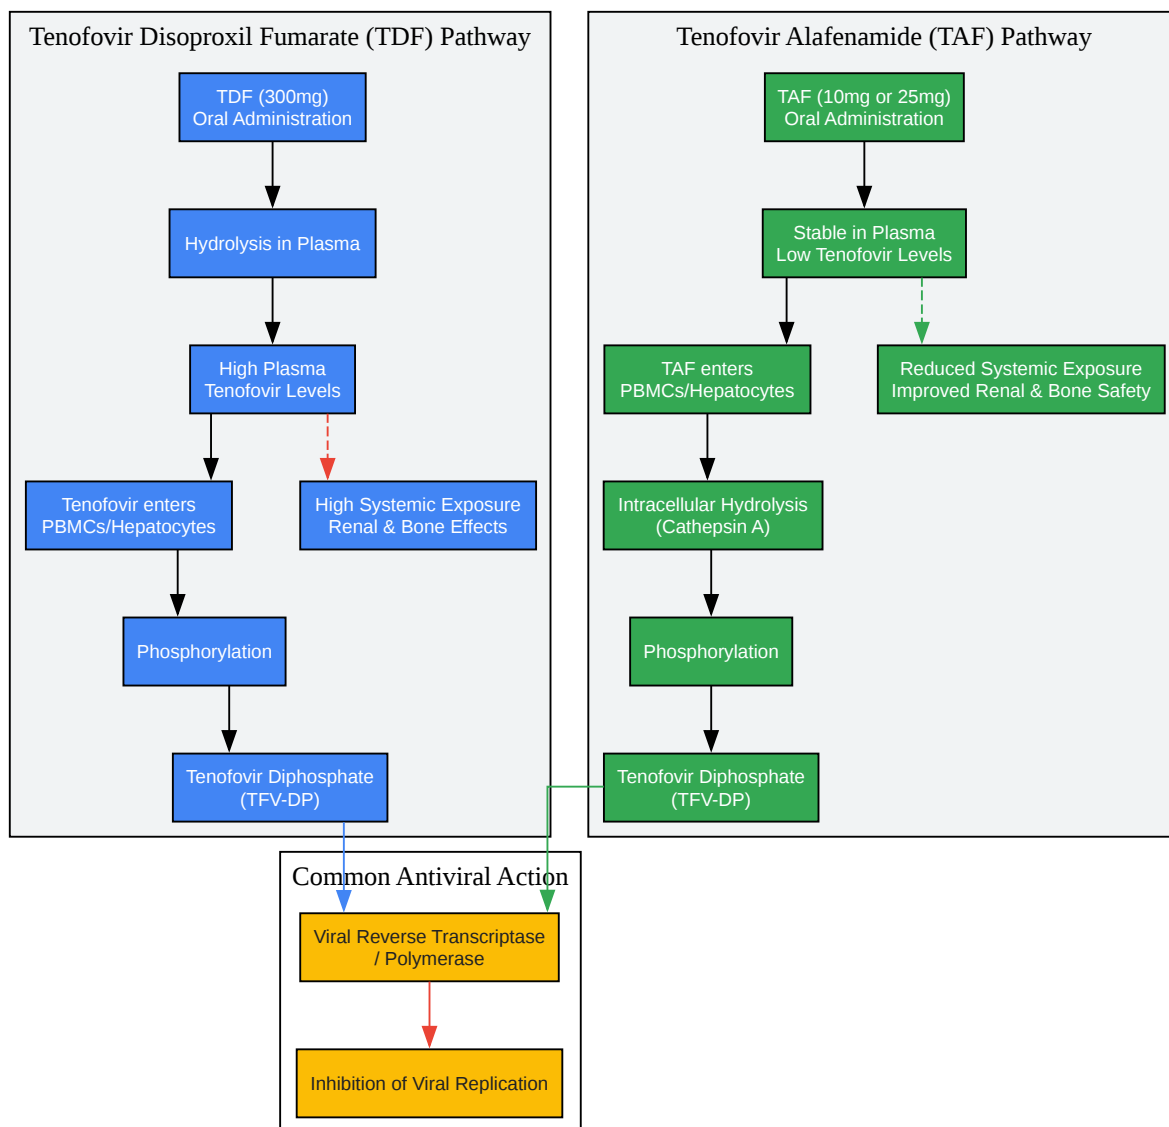 Tenofovir Disoproxil Fumarate (TDF) Pathway
TDF (300mg)
Oral Administration
Hydrolysis in Plasma
High Plasma
Tenofovir Levels
Tenofovir enters
PBMCs/Hepatocytes
High Systemic Exposure
Renal & Bone Effects
Phosphorylation
Tenofovir Diphosphate
(TFV-DP)
Tenofovir Alafenamide (TAF) Pathway
TAF (10mg or 25mg)
Oral Administration
Stable in Plasma
Low Tenofovir Levels
TAF enters
PBMCs/Hepatocytes
Reduced Systemic Exposure
Improved Renal & Bone Safety
Intracellular Hydrolysis
(Cathepsin A)
Phosphorylation
Tenofovir Diphosphate
(TFV-DP)
Common Antiviral Action
Viral Reverse Transcriptase
/ Polymerase
Inhibition of Viral Replication